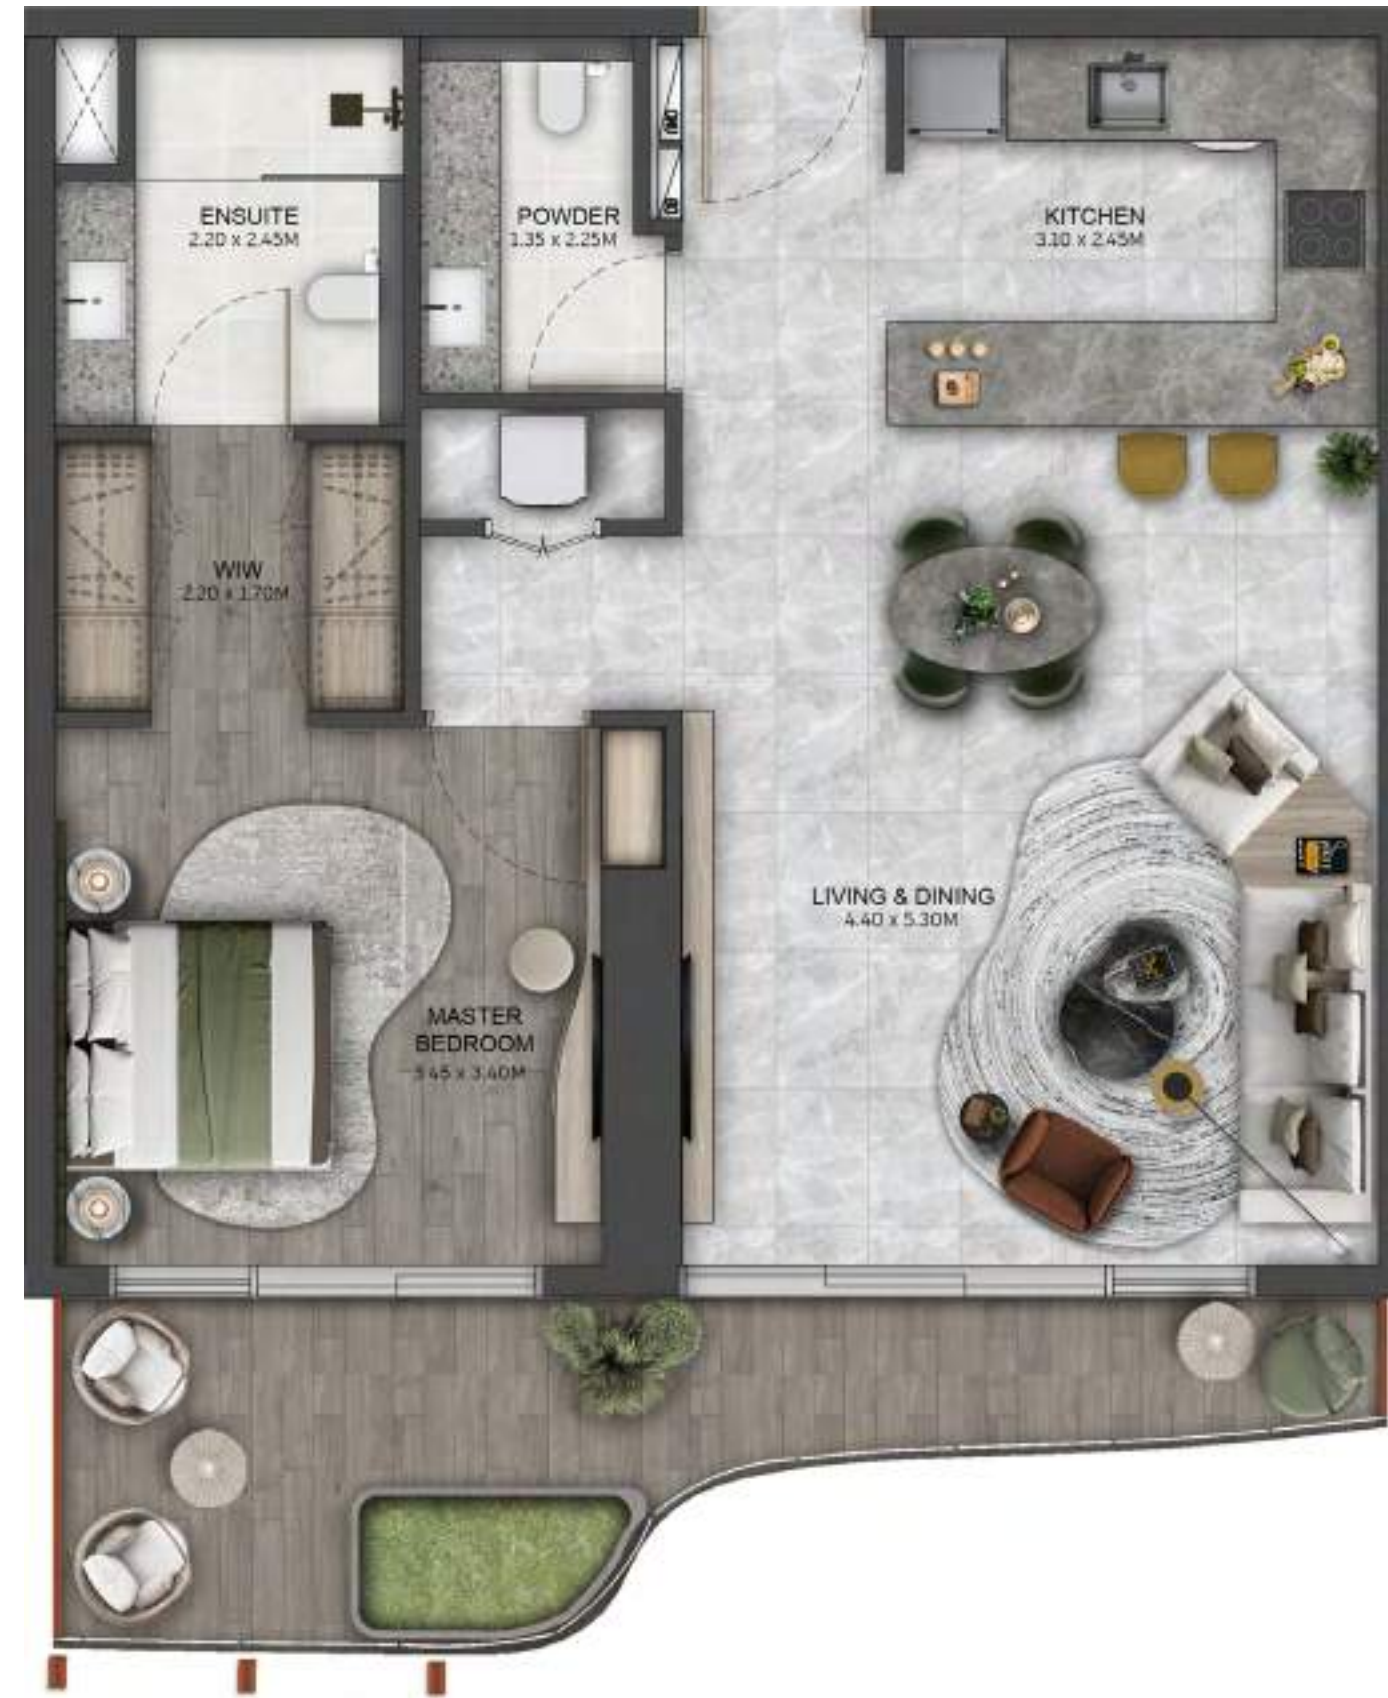 ENSUITE
2.20 x 2.45M
POWDER
1.35 x 2.25M
KITCHEN
3.10 x 2.45M
WIW
2.20 x 1.70M
LIVING & DINING
4.40 x 5.30M
MASTER
BEDROOM
3.45 x 3.40M